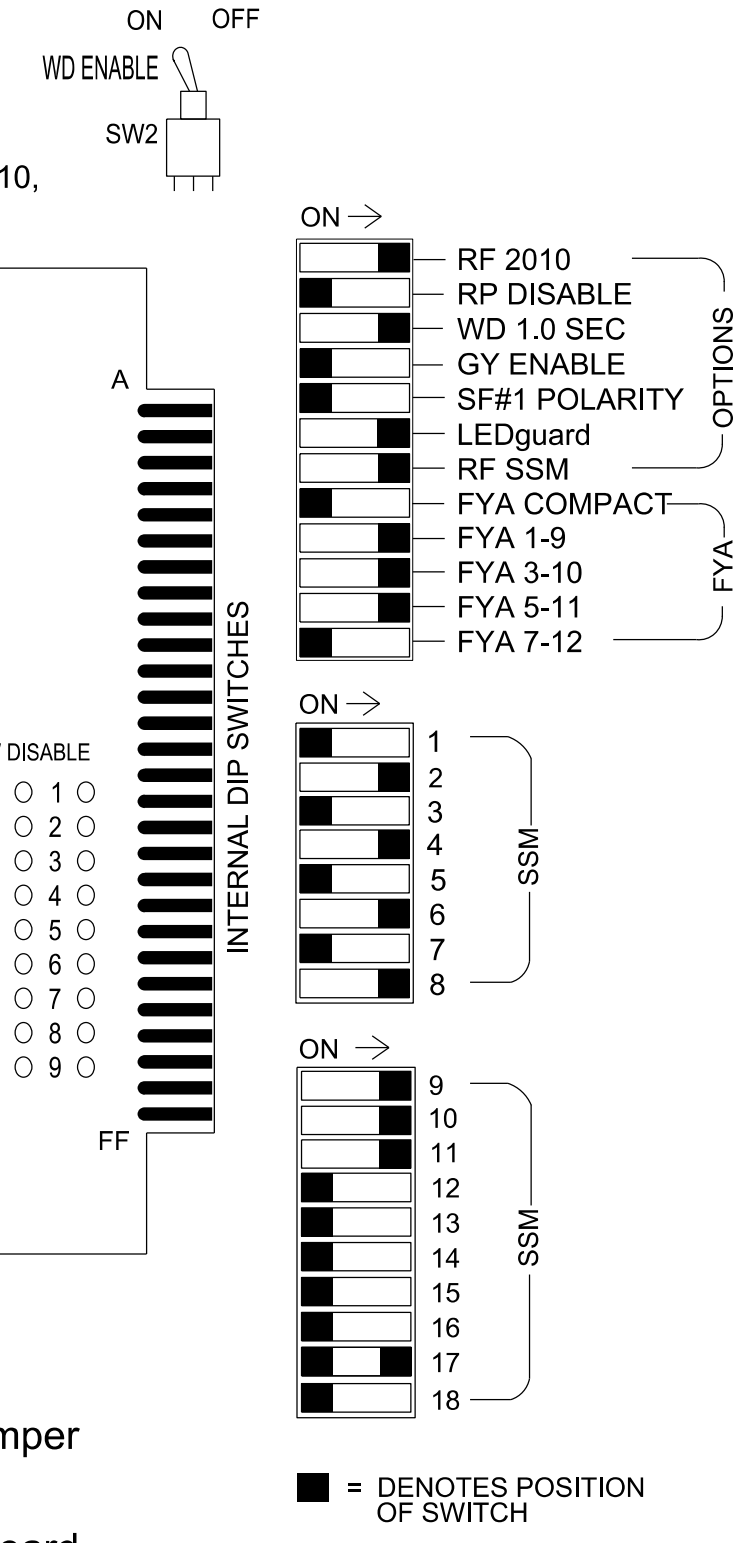 ON OFF
WD ENABLE
SW2
10,
ON
RF 2010
RP DISABLE
WD 1.0 SEC
GY ENABLE
SF#1 POLARITY
LEDguard
RF SSM
OPTIONS
FYA COMPACT
FYA 1-9
FYA 3-10
FYA 5-11
FYA 7-12
FYA
A
FF
INTERNAL DIP SWITCHES
DISABLE
1
2
3
4
5
6
7
8
9
ON
1
2
3
4
5
6
7
8
SSM
ON
9
10
11
12
13
14
15
16
17
18
SSM
= DENOTES POSITION
OF SWITCH